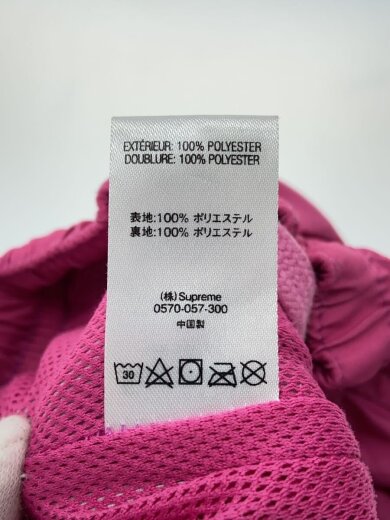 EXTÉRIEUR: 100% POLYESTER
DOUBLURE: 100% POLYESTER
表地:100% ポリエステル
裏地:100% ポリエステル
(株) Supreme
0570-057-300
中国製
30